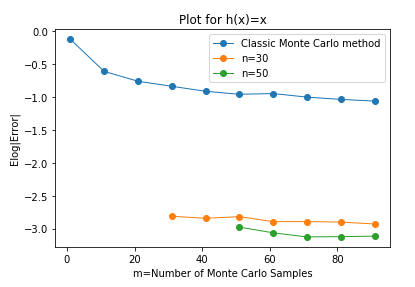 Plot for h(x)=x
0.0
−0.5
−1.0
−1.5
−2.0
−2.5
−3.0
Elog|Error|
Classic Monte Carlo method
n=30
n=50
0 20 40 60 80
m=Number of Monte Carlo Samples